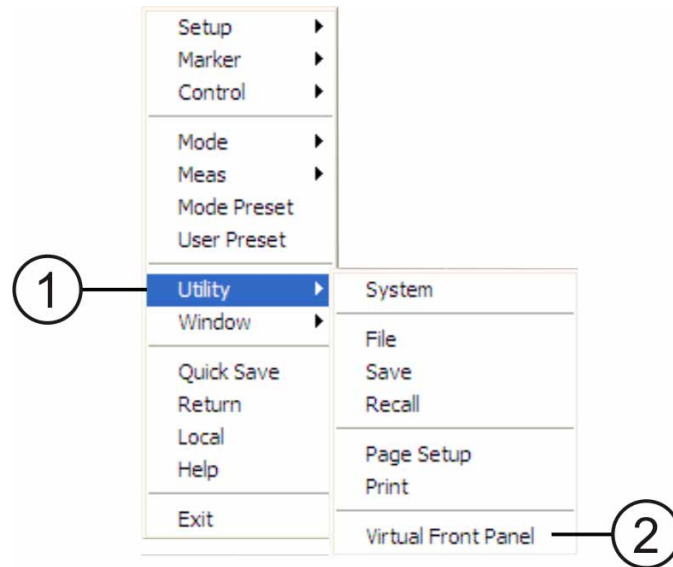 Setup
Marker
Control
Mode
Meas
Mode Preset
User Preset
1
Utility
Window
Quick Save
Return
Local
Help
Exit
System
File
Save
Recall
Page Setup
Print
Virtual Front Panel
2